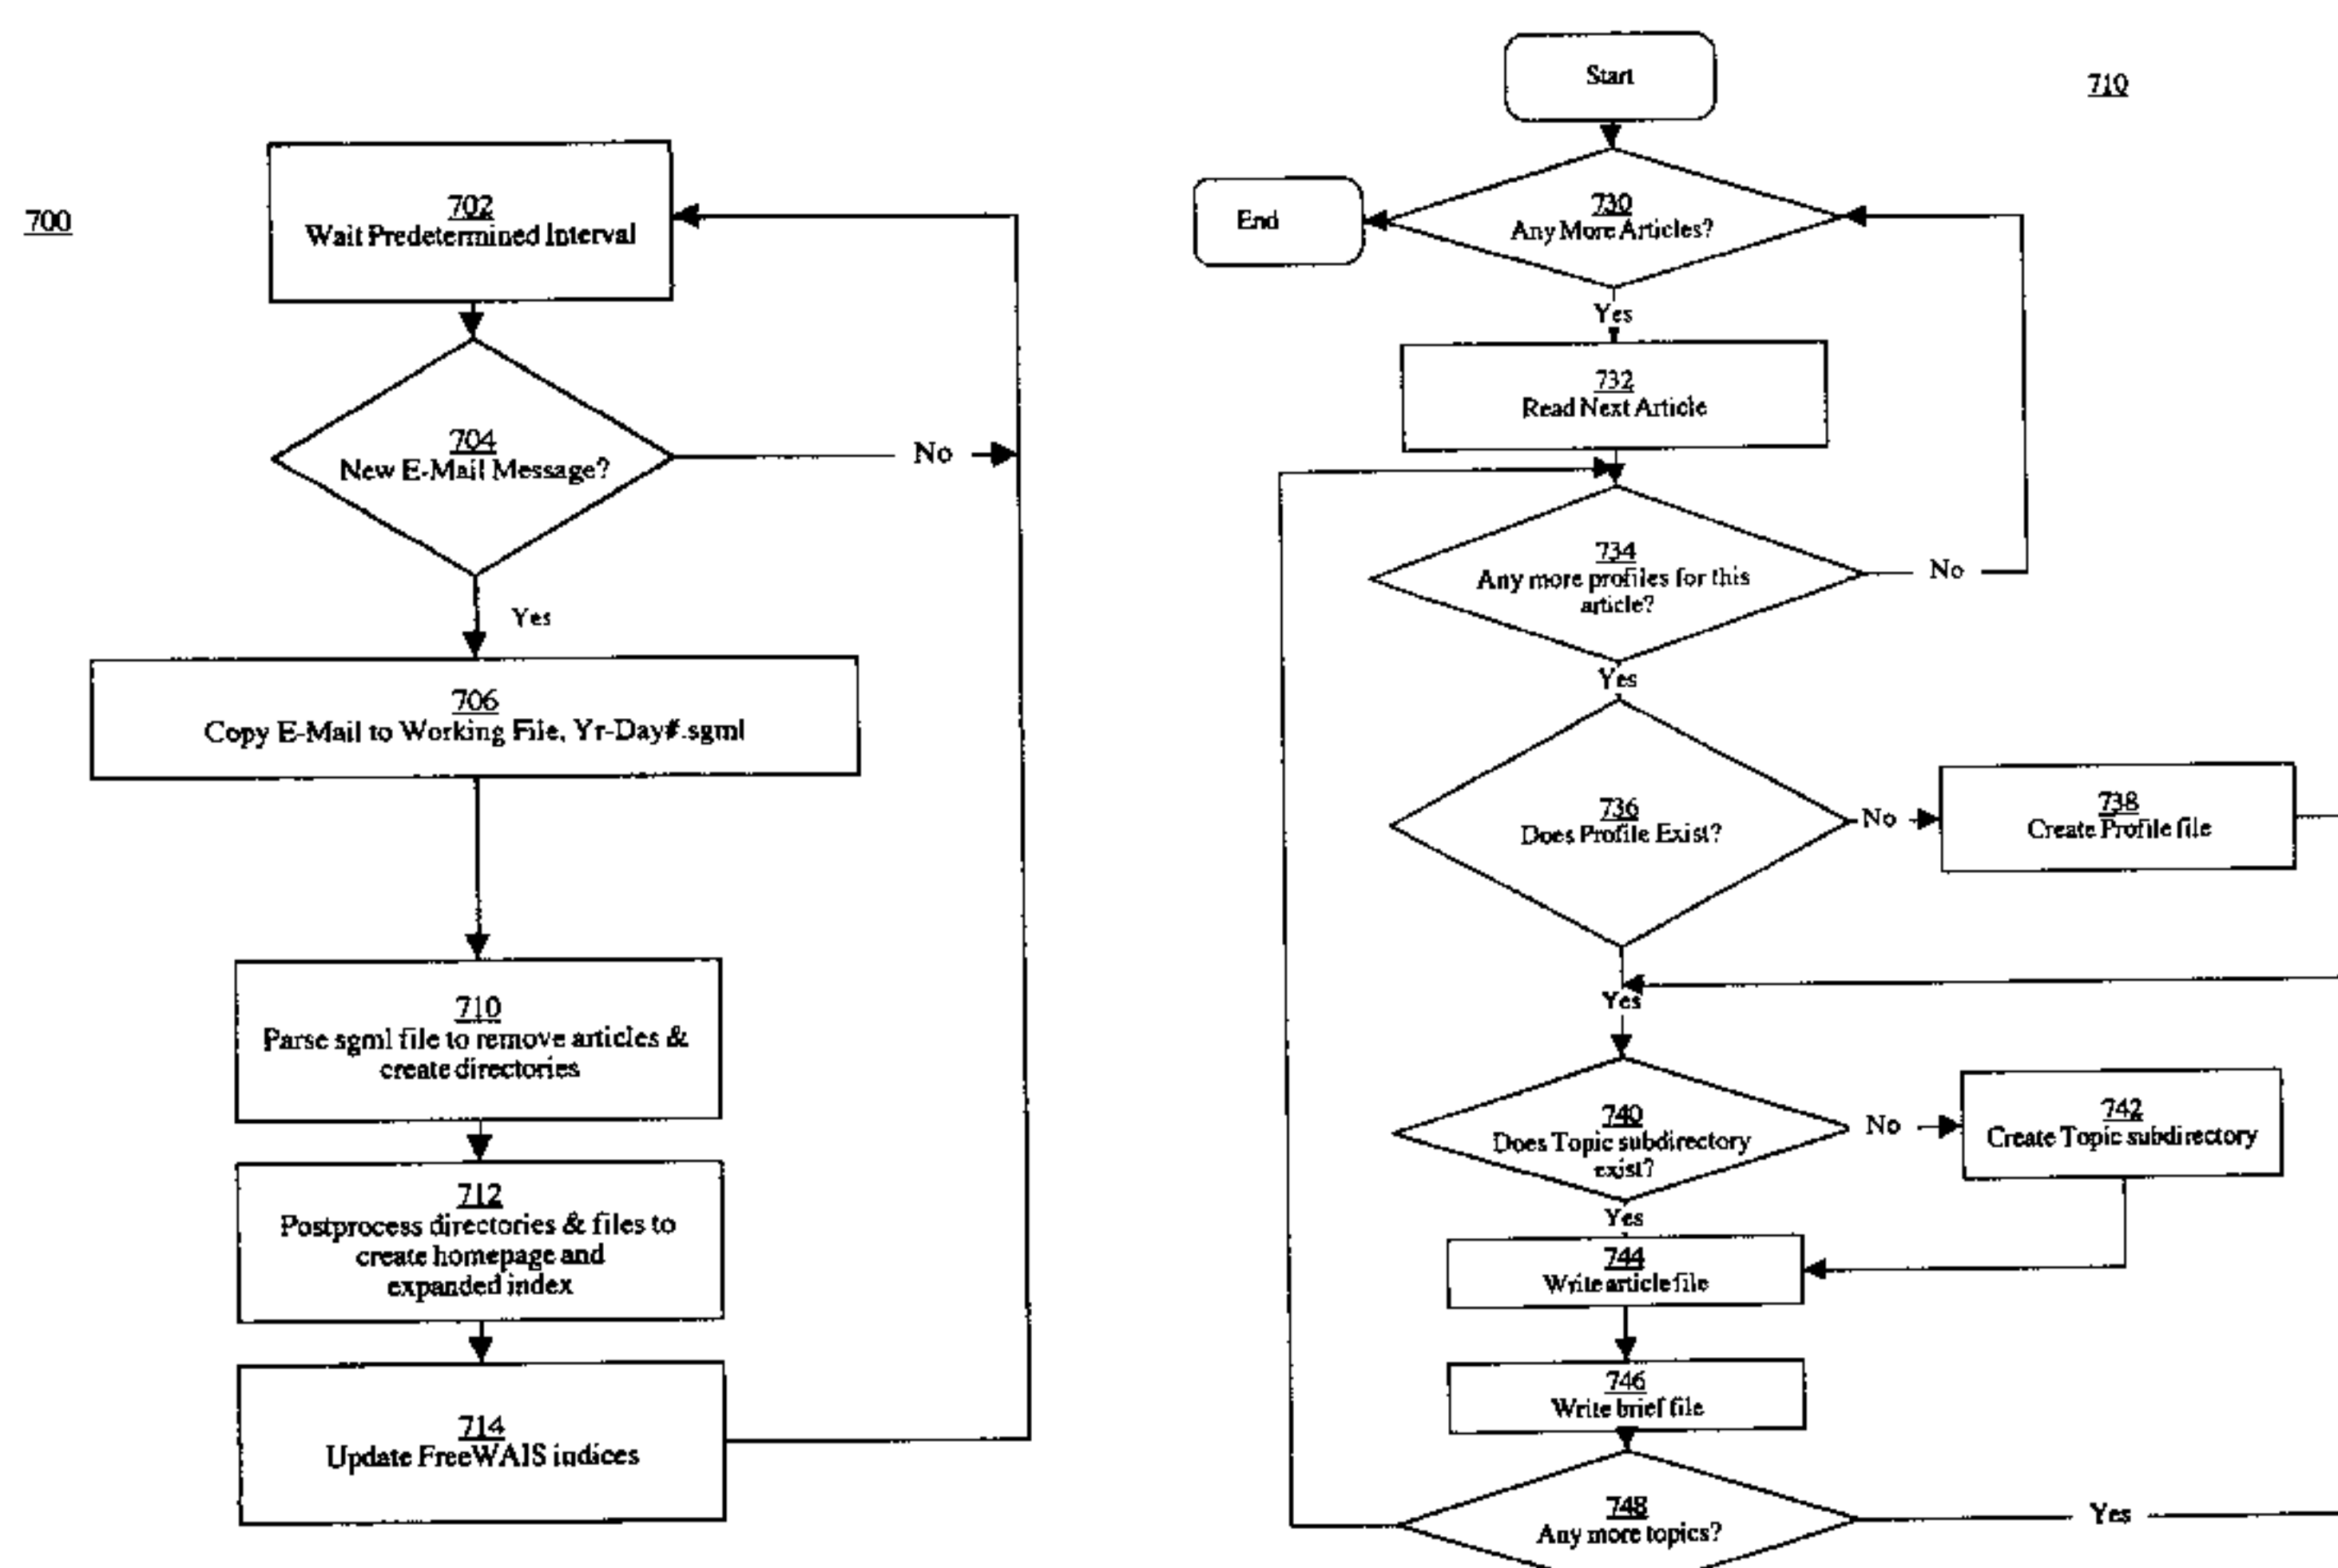 700
702
Wait Predetermined Interval
704
New E-Mail Message?
No
Yes
706
Copy E-Mail to Working File, Yr-Day#.sgml
710
Parse sgml file to remove articles &
create directories
712
Postprocess directories & files to
create homepage and
expanded index
714
Update FreeWAIS indices
710
Start
End
730
Any More Articles?
Yes
732
Read Next Article
734
Any more profiles for this
article?
No
Yes
736
Does Profile Exist?
No
738
Create Profile file
Yes
740
Does Topic subdirectory
exist?
No
742
Create Topic subdirectory
Yes
744
Write article file
746
Write brief file
748
Any more topics?
Yes